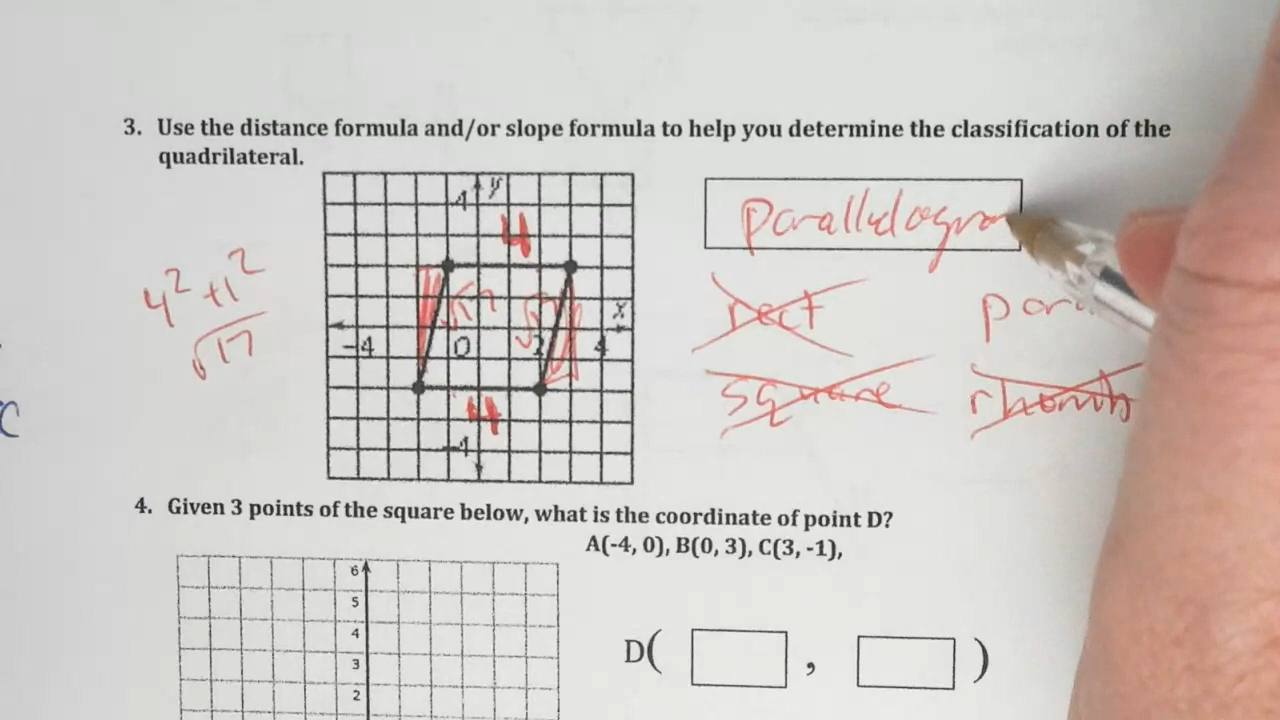 3. Use the distance formula and/or slope formula to help you determine the classification of the
quadrilateral.
y
4
4
parallelogra
4² +1²
√17
√17
√17
rect
par
x
-4
0
2
4
square
rhomb
4
-4
C
4. Given 3 points of the square below, what is the coordinate of point D?
A(-4, 0), B(0, 3), C(3, -1),
6
5
4
3
2
D( , )